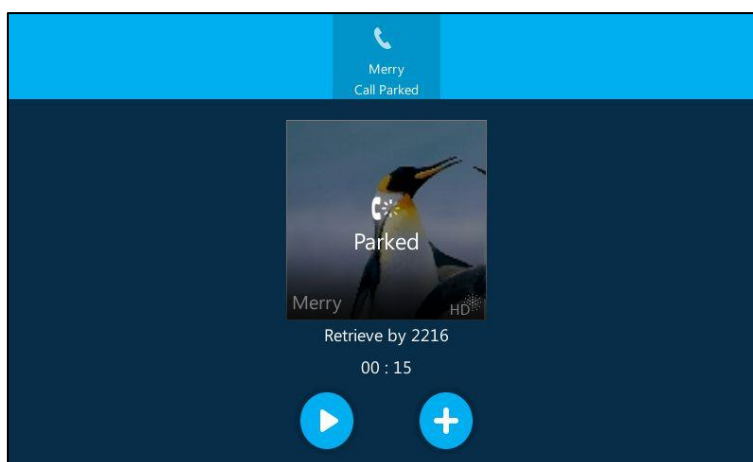 Merry
Call Parked
Parked
Merry
HD
Retrieve by 2216
00 : 15